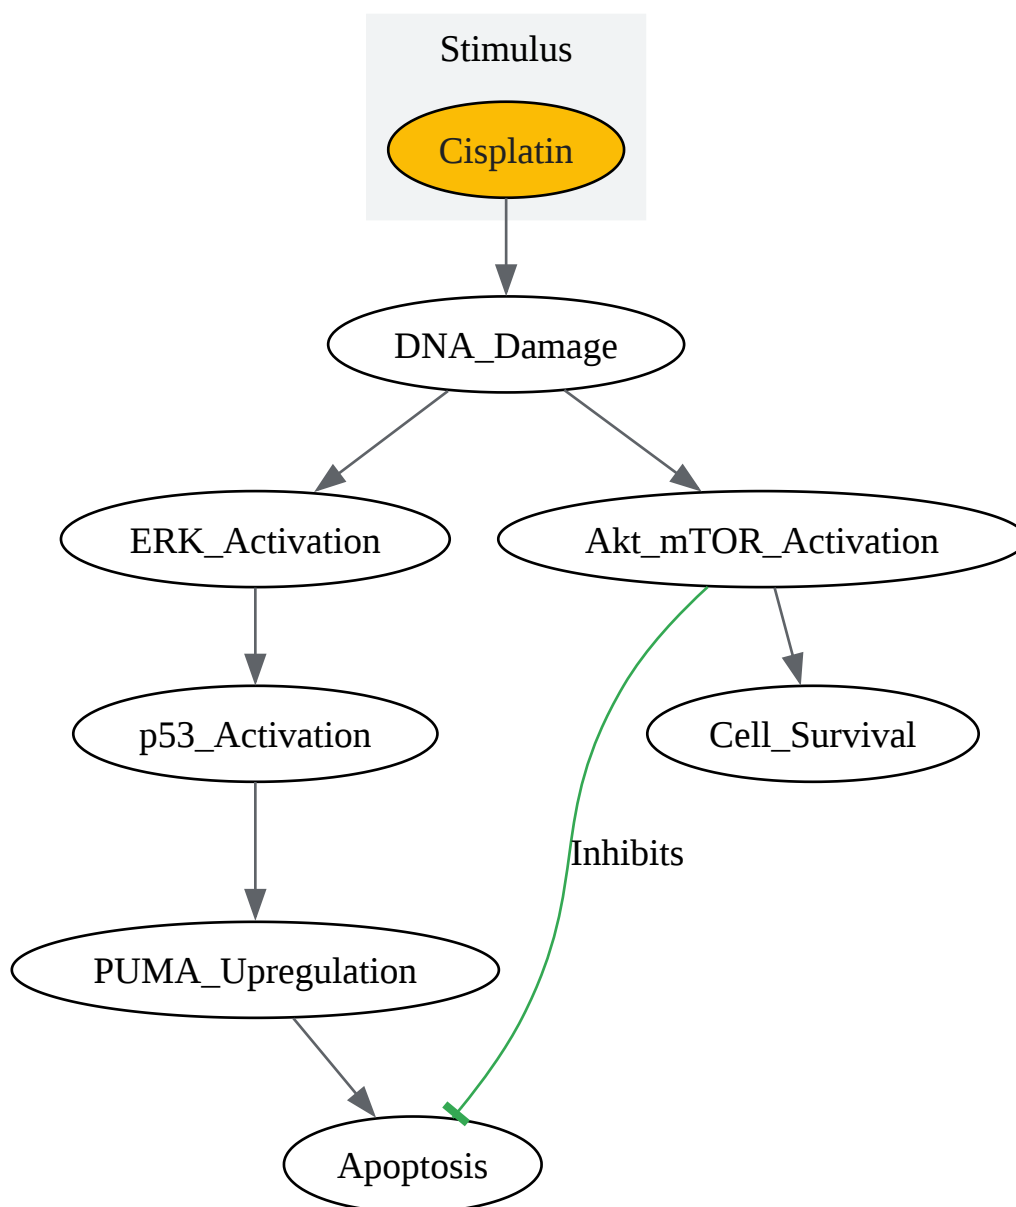 Stimulus
Cisplatin
DNA_Damage
ERK_Activation
Akt_mTOR_Activation
p53_Activation
Cell_Survival
Inhibits
PUMA_Upregulation
Apoptosis